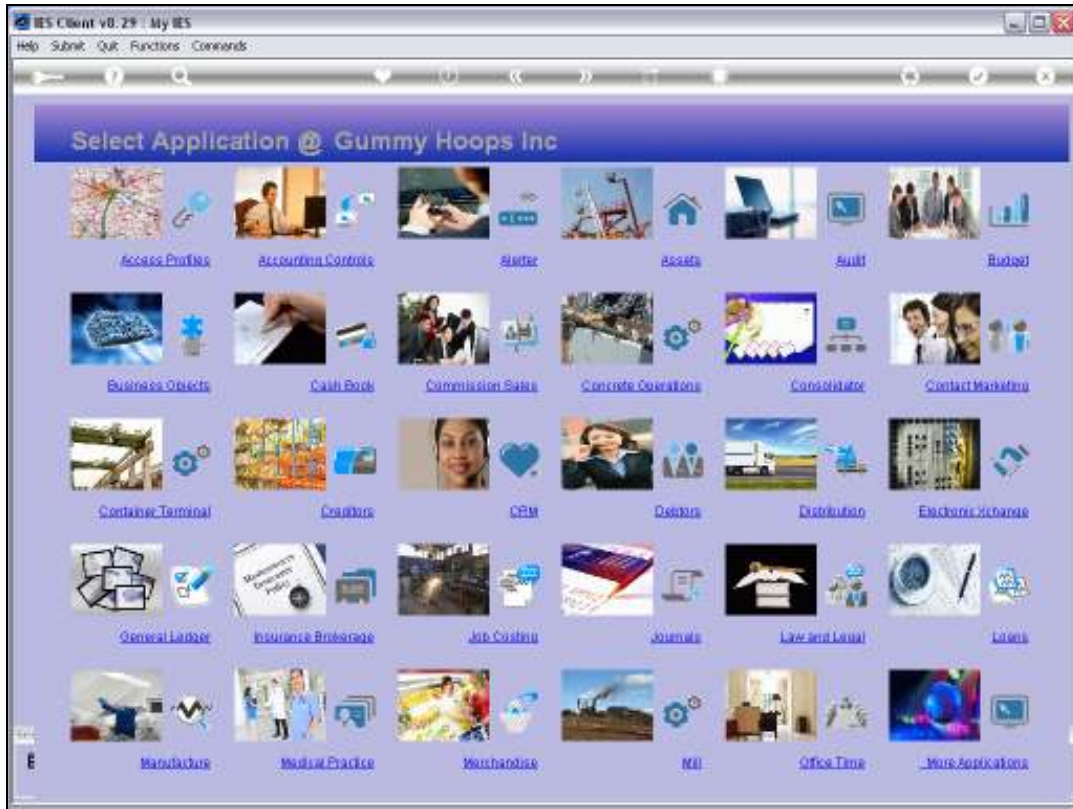 IES Client v8.29 : My IES
Help Submit Quit Functions Commands
Select Application @ Gummy Hoops Inc
Access Profiles Accounting Controls Alerter Assets Audit Budget
Business Objects Cash Book Commission Sales Concrete Operations Consolidator Contact Marketing
Container Terminal Creditors CRM Debtors Distribution Electronic Xchange
General Ledger Insurance Brokerage Job Costing Journals Law and Legal Loans
Manufacture Medical Practice Merchandise Mill Office Time ...More Applications